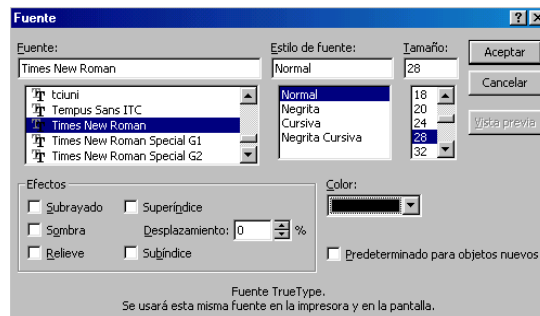 Fuente
Fuente:
Estilo de fuente:
Tamaño:
Times New Roman
Normal
28
Aceptar
Cancelar
Vista previa
tciuni
Tempus Sans ITC
Times New Roman
Times New Roman Special G1
Times New Roman Special G2
Normal
Negrita
Cursiva
Negrita Cursiva
18
20
24
28
32
Efectos
Subrayado
Superíndice
Sombra
Desplazamiento: 0 %
Relieve
Subíndice
Color:
Predeterminado para objetos nuevos
Fuente TrueType.
Se usará esta misma fuente en la impresora y en la pantalla.